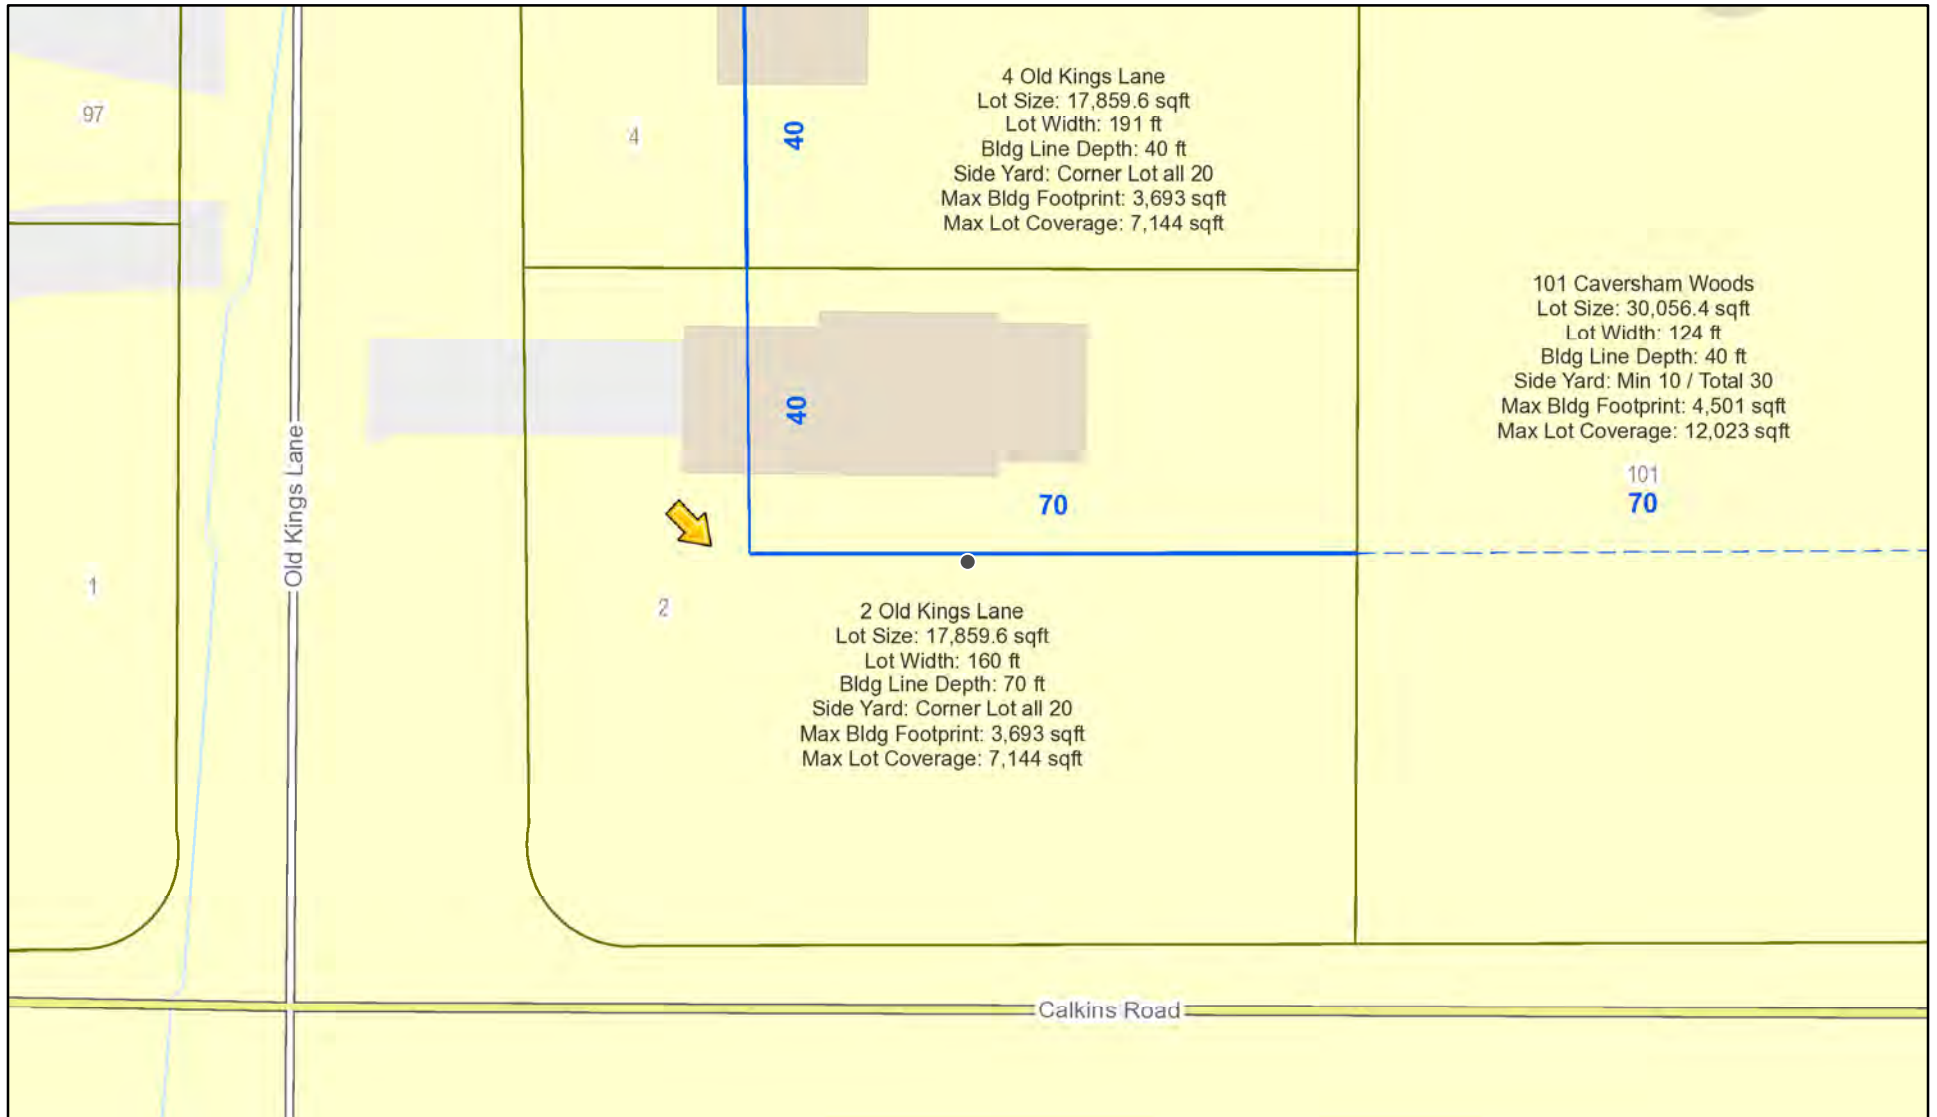 97
4
40
4 Old Kings Lane
Lot Size: 17,859.6 sqft
Lot Width: 191 ft
Bldg Line Depth: 40 ft
Side Yard: Corner Lot all 20
Max Bldg Footprint: 3,693 sqft
Max Lot Coverage: 7,144 sqft
101 Caversham Woods
Lot Size: 30,056.4 sqft
Lot Width: 124 ft
Bldg Line Depth: 40 ft
Side Yard: Min 10 / Total 30
Max Bldg Footprint: 4,501 sqft
Max Lot Coverage: 12,023 sqft
101
70
40
70
Old Kings Lane
1
2
2 Old Kings Lane
Lot Size: 17,859.6 sqft
Lot Width: 160 ft
Bldg Line Depth: 70 ft
Side Yard: Corner Lot all 20
Max Bldg Footprint: 3,693 sqft
Max Lot Coverage: 7,144 sqft
Calkins Road